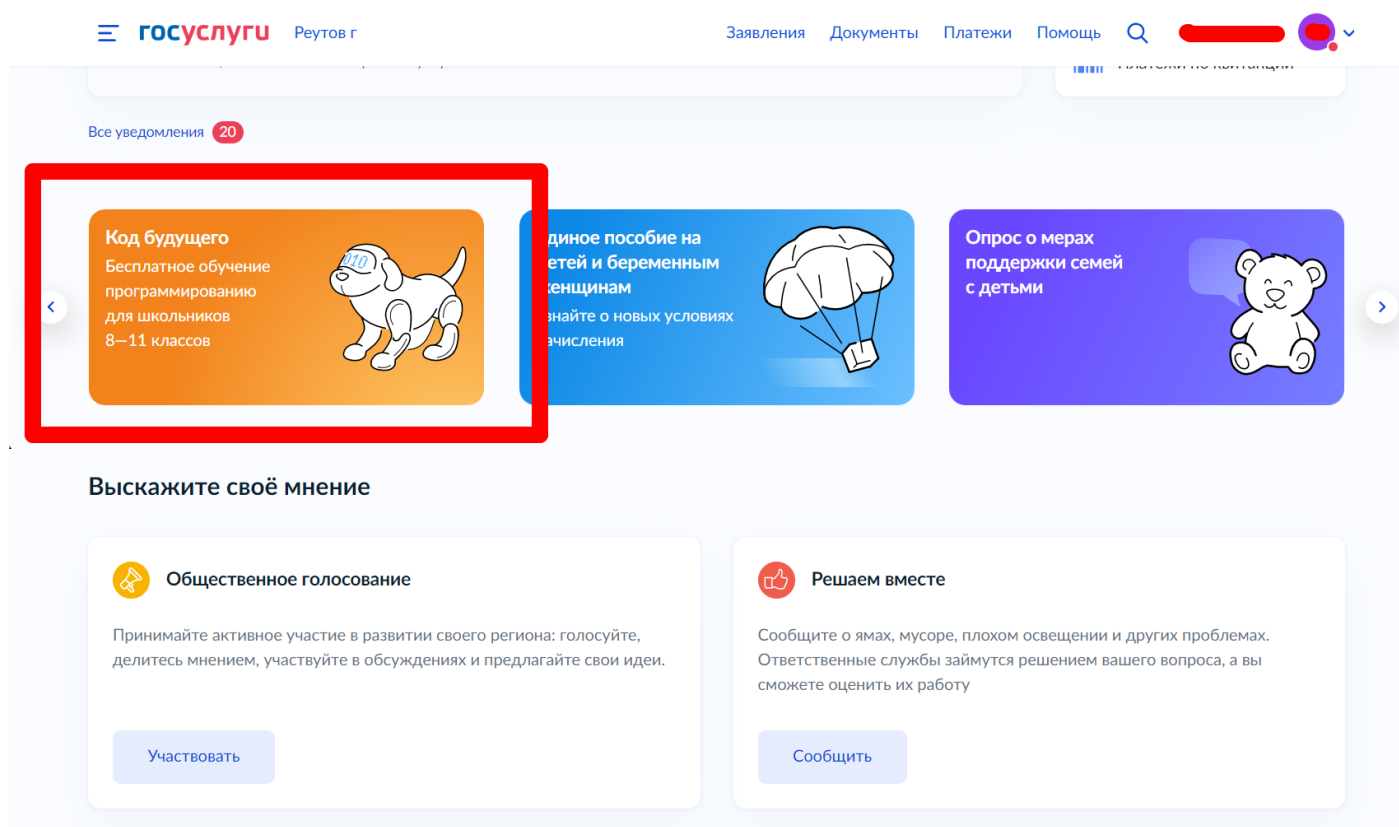 госуслуги Реутов г Заявления Документы Платежи Помощь
Платежи по квитанции
Все уведомления 20
Код будущего
Бесплатное обучение
программированию
для школьников
8—11 классов
010
диное пособие на
етей и беременным
енщинам
знайте о новых условиях
ачисления
Опрос о мерах
поддержки семей
с детьми
Выскажите своё мнение
Общественное голосование
Принимайте активное участие в развитии своего региона: голосуйте,
делитесь мнением, участвуйте в обсуждениях и предлагайте свои идеи.
Участвовать
Решаем вместе
Сообщите о ямах, мусоре, плохом освещении и других проблемах.
Ответственные службы займутся решением вашего вопроса, а вы
сможете оценить их работу
Сообщить